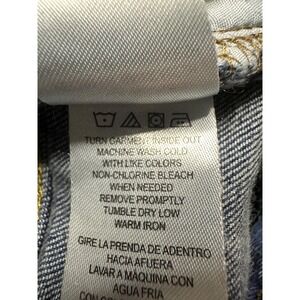 TURN GARMENT INSIDE OUT
MACHINE WASH COLD
WITH LIKE COLORS
NON-CHLORINE BLEACH
WHEN NEEDED
REMOVE PROMPTLY
TUMBLE DRY LOW
WARM IRON
GIRE LA PRENDA DE ADENTRO
HACIA AFUERA
LAVAR A MAQUINA CON
AGUA FRIA